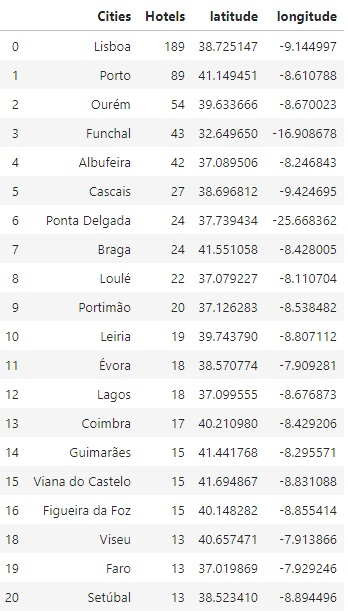 Cities Hotels latitude longitude
0 Lisboa 189 38.725147 -9.144997
1 Porto 89 41.149451 -8.610788
2 Ourém 54 39.633666 -8.670023
3 Funchal 43 32.649650 -16.908678
4 Albufeira 42 37.089506 -8.246843
5 Cascais 27 38.696812 -9.424695
6 Ponta Delgada 24 37.739434 -25.668362
7 Braga 24 41.551058 -8.428005
8 Loulé 22 37.079227 -8.110704
9 Portimão 20 37.126283 -8.538482
10 Leiria 19 39.743790 -8.807112
11 Évora 18 38.570774 -7.909281
12 Lagos 18 37.099555 -8.676873
13 Coimbra 17 40.210980 -8.429206
14 Guimarães 15 41.441768 -8.295571
15 Viana do Castelo 15 41.694867 -8.831088
16 Figueira da Foz 15 40.148282 -8.855414
18 Viseu 13 40.657471 -7.913866
19 Faro 13 37.019869 -7.929246
20 Setúbal 13 38.523410 -8.894496